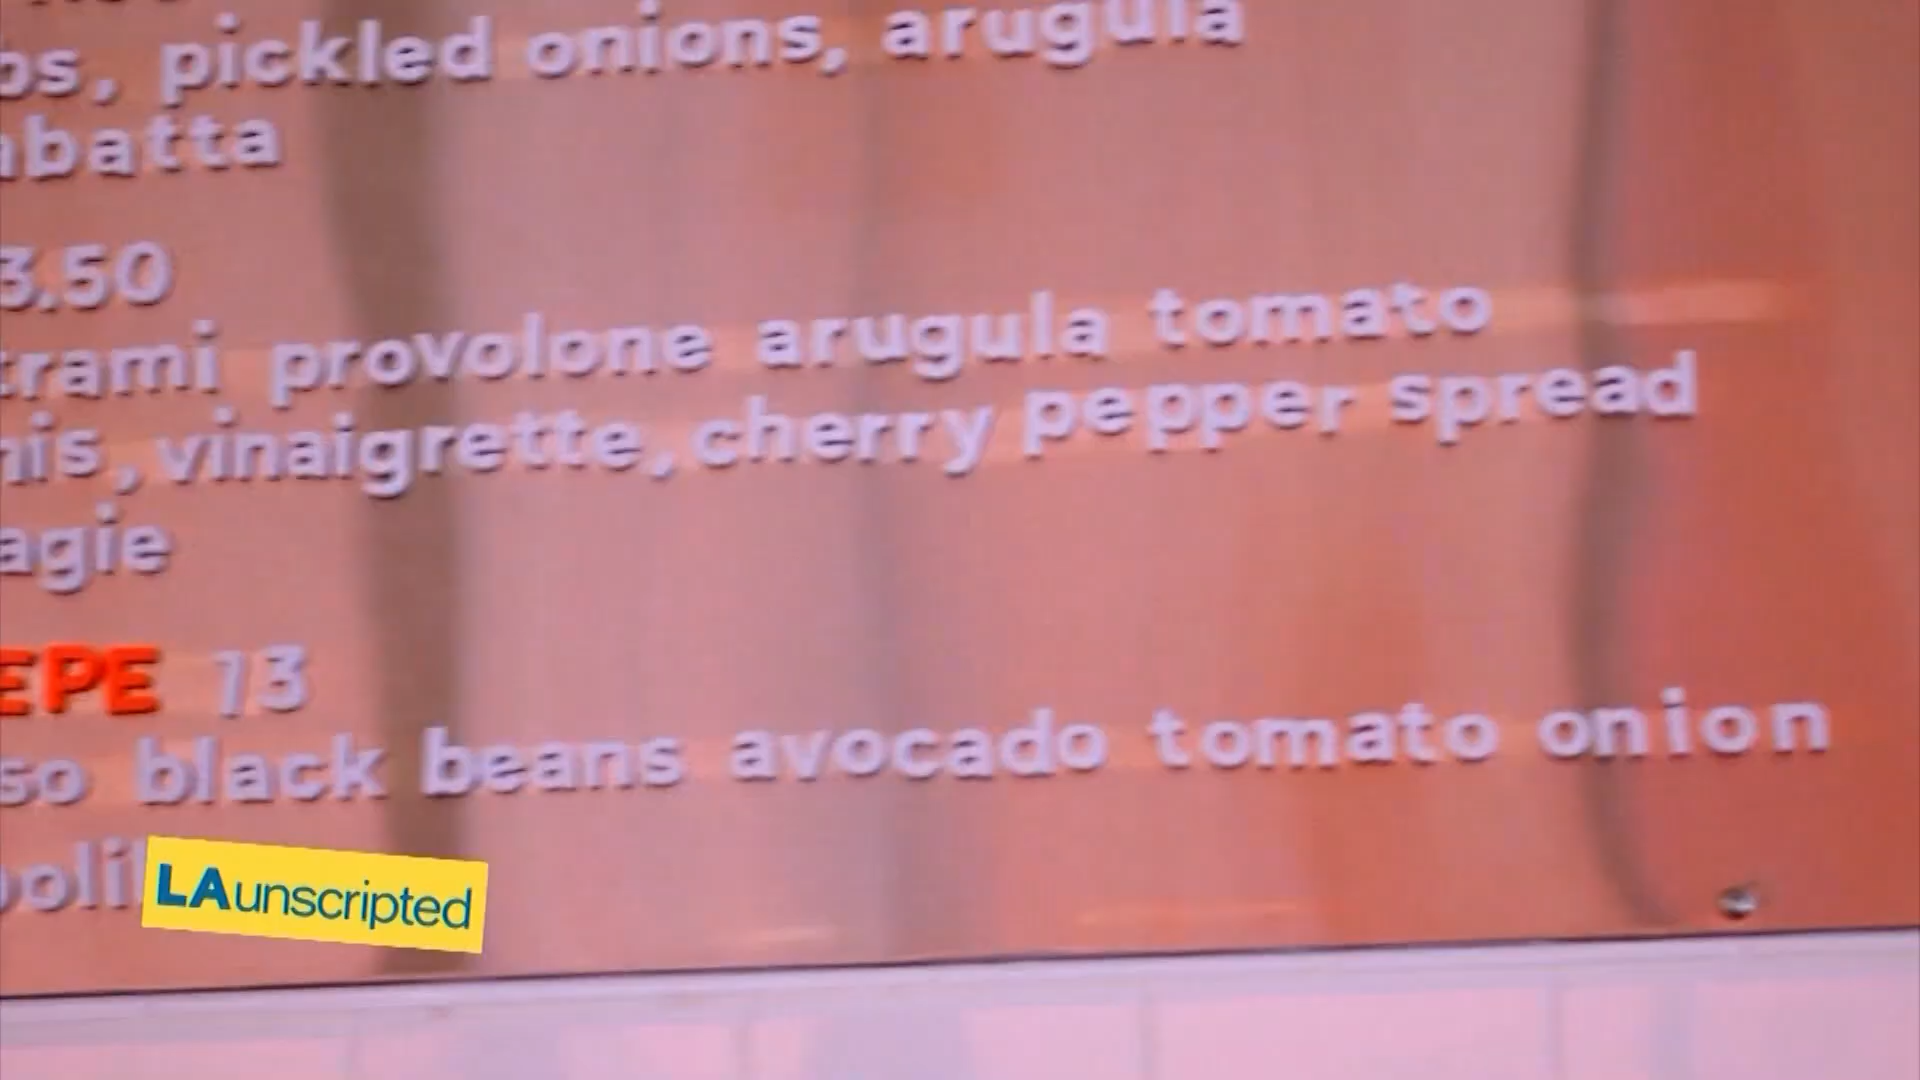 os, pickled onions, arugula
abatta
3.50
trami provolone arugula tomato
nis, vinaigrette, cherry pepper spread
agie
EPE 13
so black beans avocado tomato onion
polil
LAunscripted